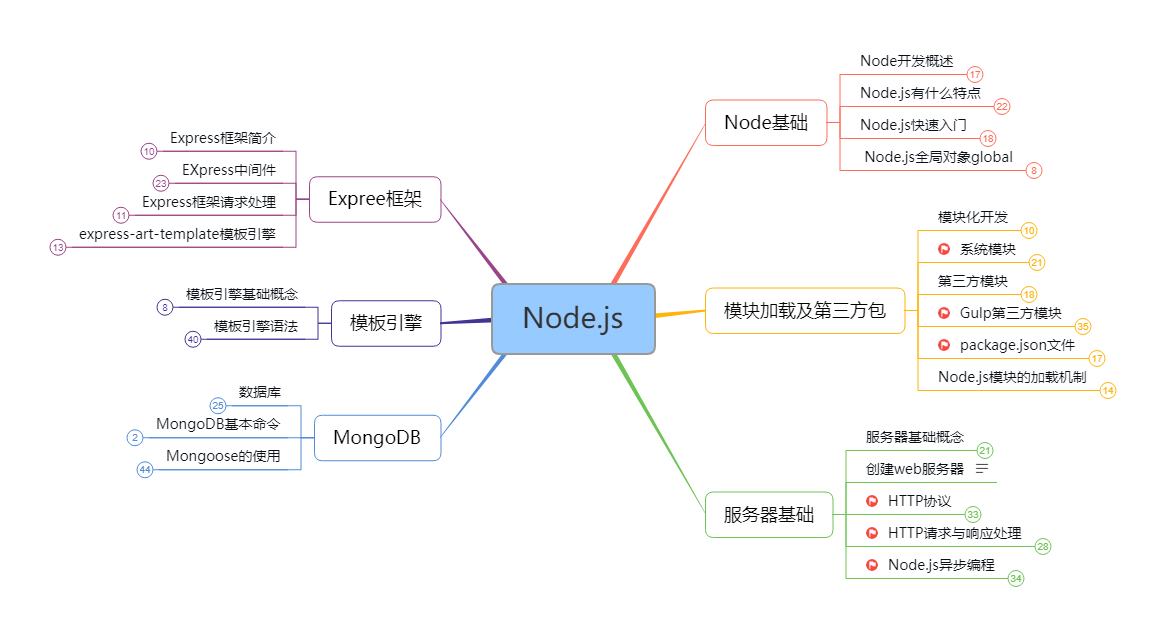 Node.js
Node基础
Node开发概述
17
Node.js有什么特点
22
Node.js快速入门
18
Node.js全局对象global
8
模块加载及第三方包
模块化开发
10
系统模块
21
第三方模块
18
Gulp第三方模块
35
package.json文件
17
Node.js模块的加载机制
14
服务器基础
服务器基础概念
21
创建web服务器
HTTP协议
33
HTTP请求与响应处理
28
Node.js异步编程
34
Expree框架
Express框架简介
10
EXpress中间件
23
Express框架请求处理
11
express-art-template模板引擎
13
模板引擎
模板引擎基础概念
8
模板引擎语法
40
MongoDB
数据库
25
MongoDB基本命令
2
Mongoose的使用
44